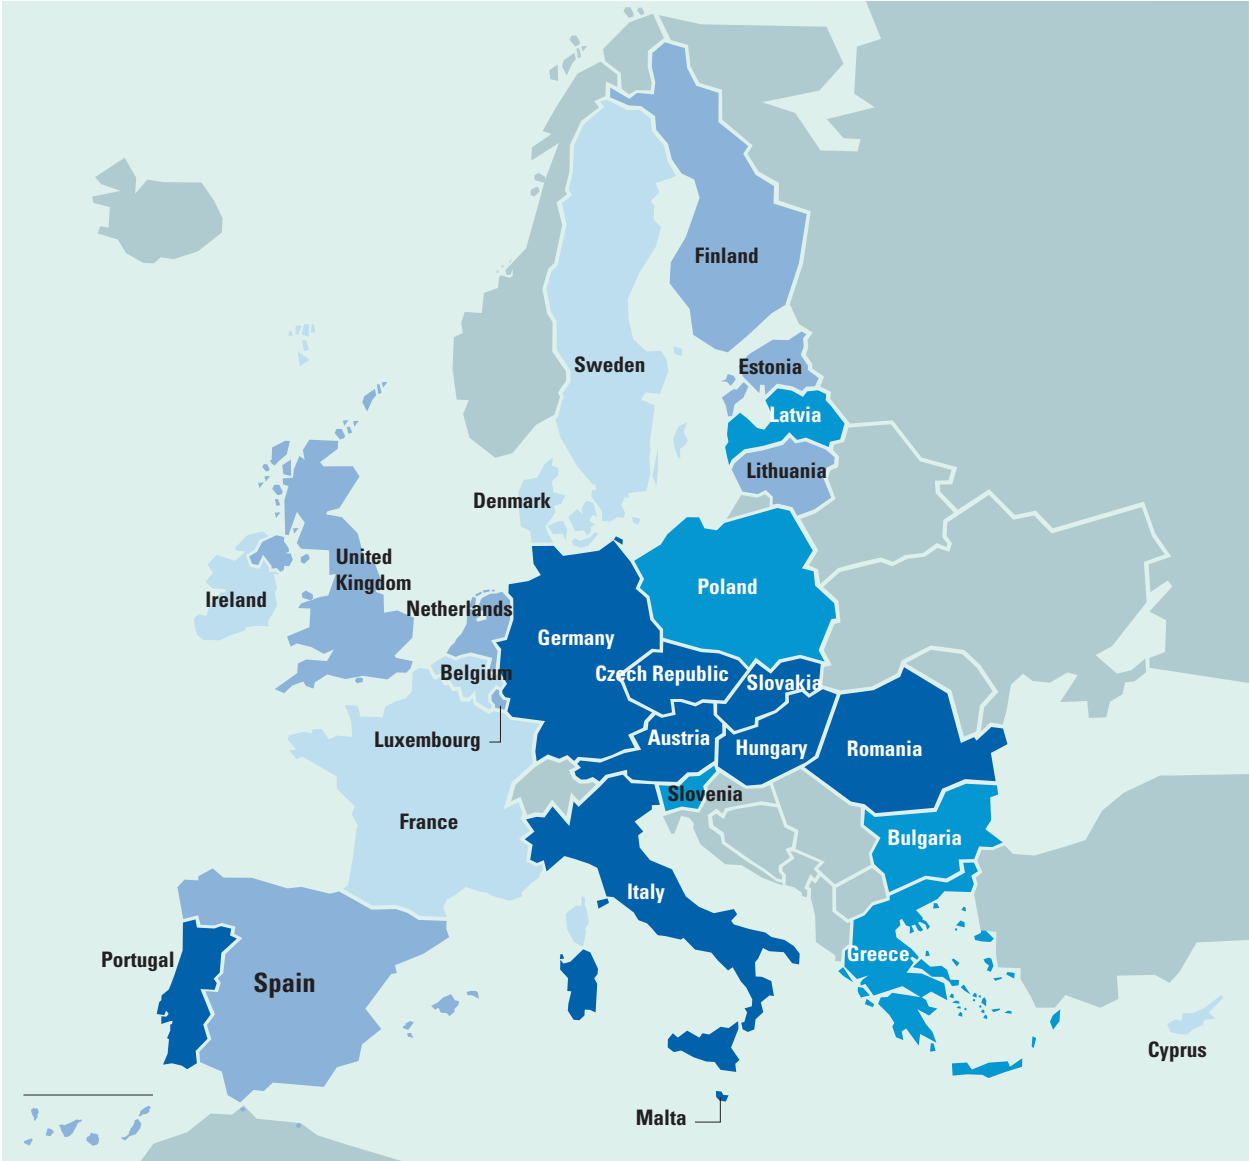 Finland
Sweden
Estonia
Latvia
Lithuania
Denmark
United
Kingdom
Ireland
Netherlands
Poland
Germany
Belgium
Czech Republic
Slovakia
Luxembourg
Austria
Hungary
Romania
Slovenia
France
Bulgaria
Italy
Portugal
Spain
Greece
Cyprus
Malta